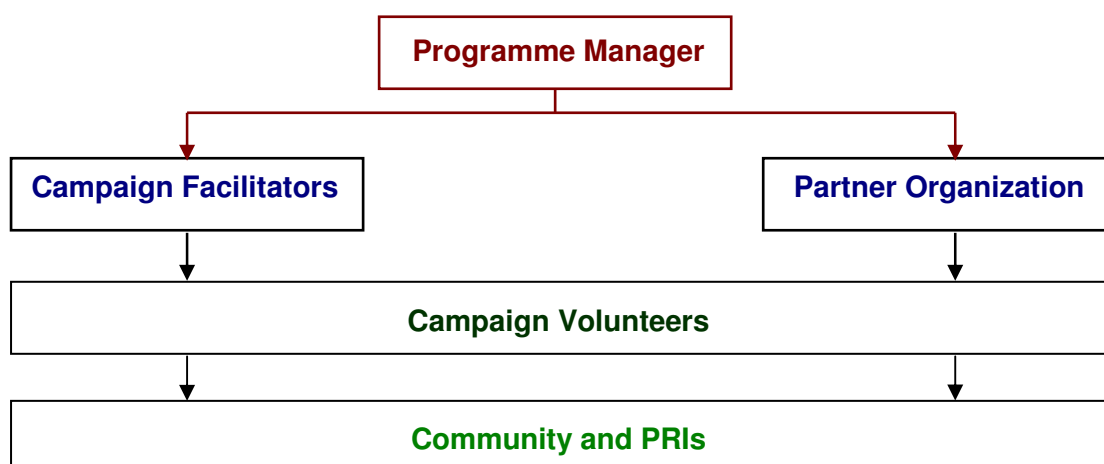 Programme Manager
Campaign Facilitators
Partner Organization
Campaign Volunteers
Community and PRIs